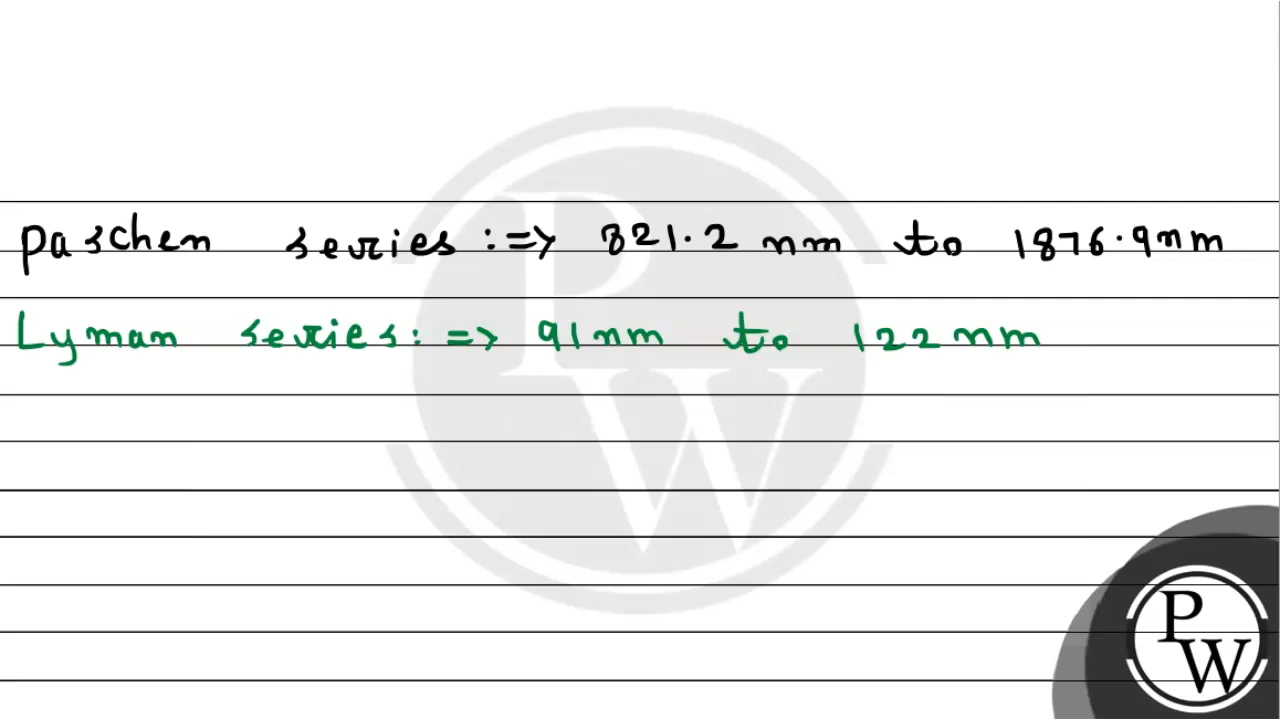 Paschen series :=> 821.2 nm to 1876.9nm
Lyman series: => 91nm to 122nm
P
W
P
W